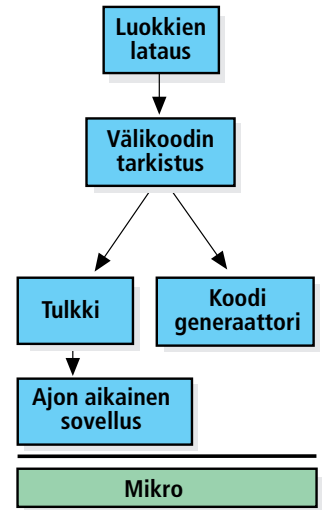 Luokkien
lataus
Välikoodin
tarkistus
Tulkki
Koodi
generaattori
Ajon aikainen
sovellus
Mikro